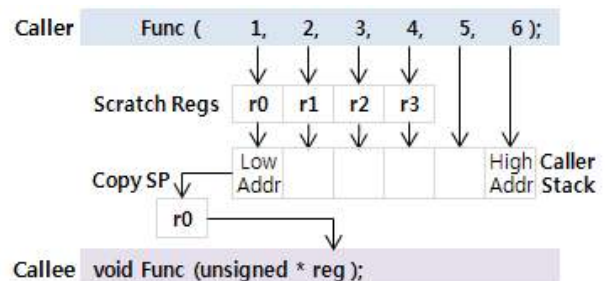 Caller Func ( 1, 2, 3, 4, 5, 6 );
Scratch Regs r0 r1 r2 r3
Low Addr
High Addr
Caller Stack
Copy SP
r0
Callee void Func (unsigned * reg );